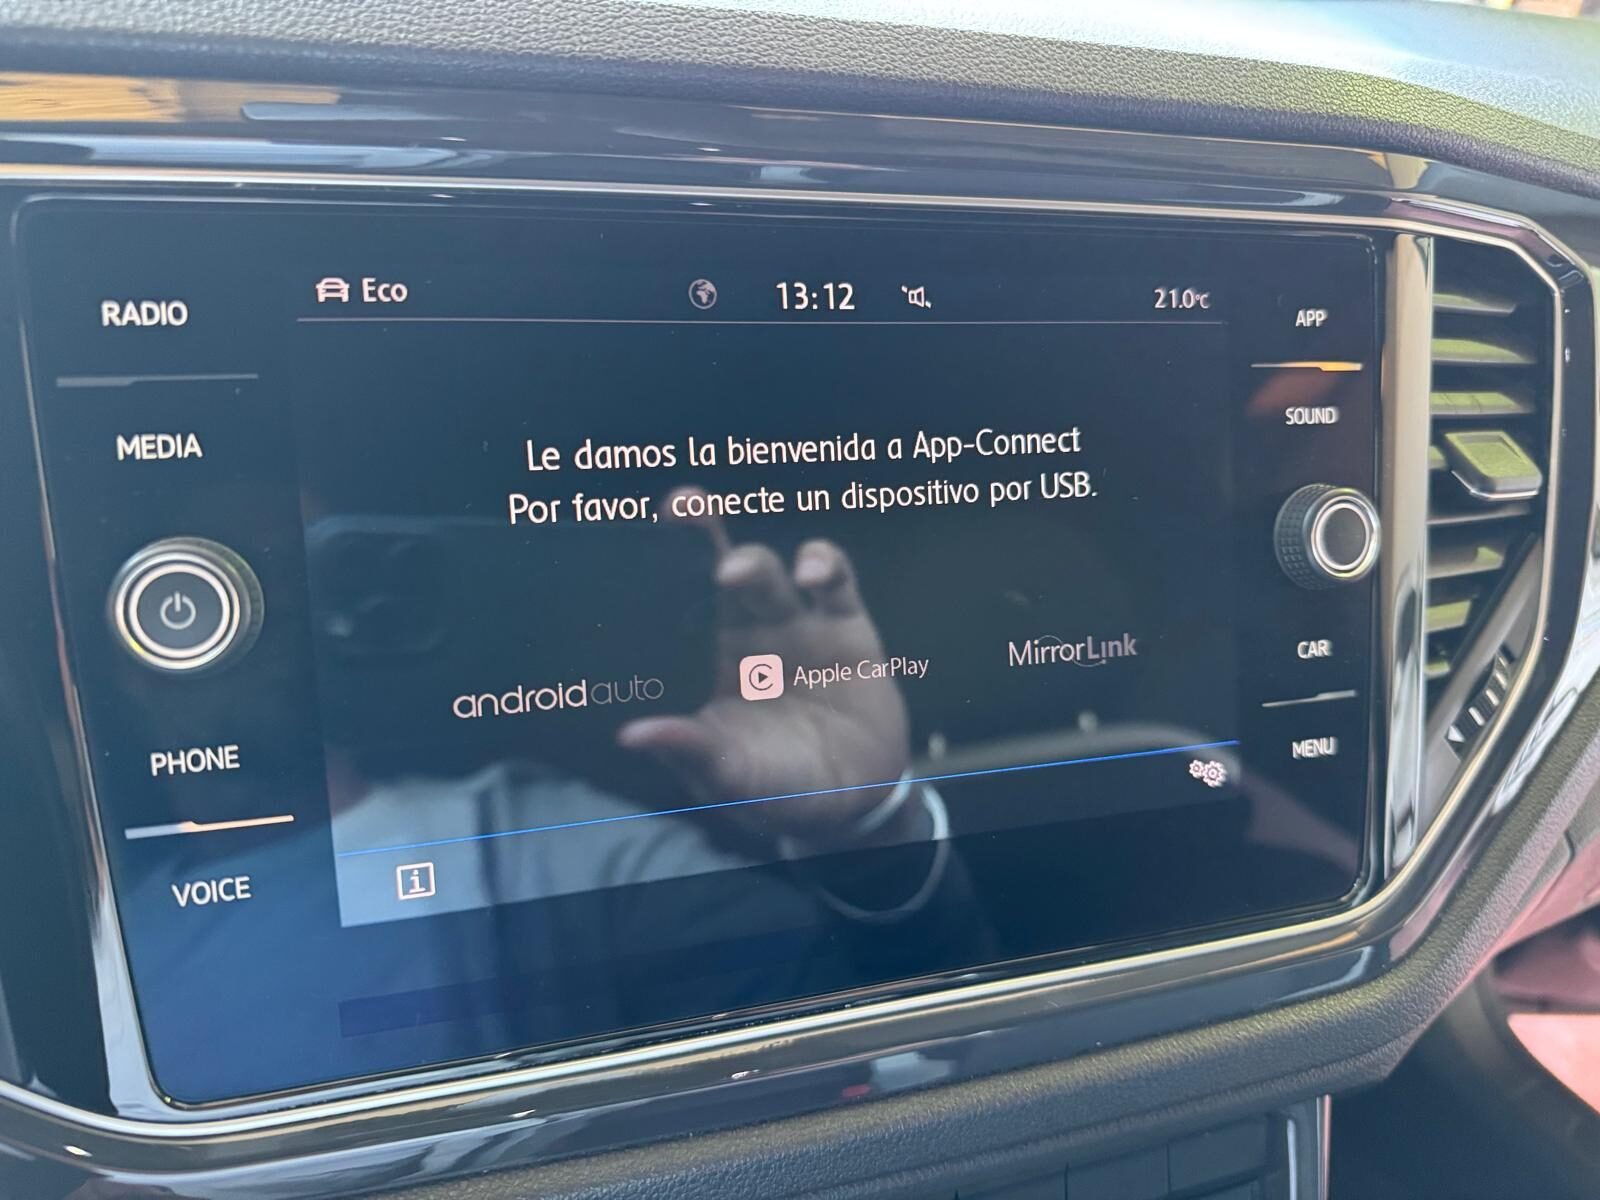 RADIO
MEDIA
PHONE
VOICE
Eco
13:12
21.0°C
Le damos la bienvenida a App-Connect
Por favor, conecte un dispositivo por USB.
androidauto
Apple CarPlay
MirrorLink
i
APP
SOUND
CAR
MENU